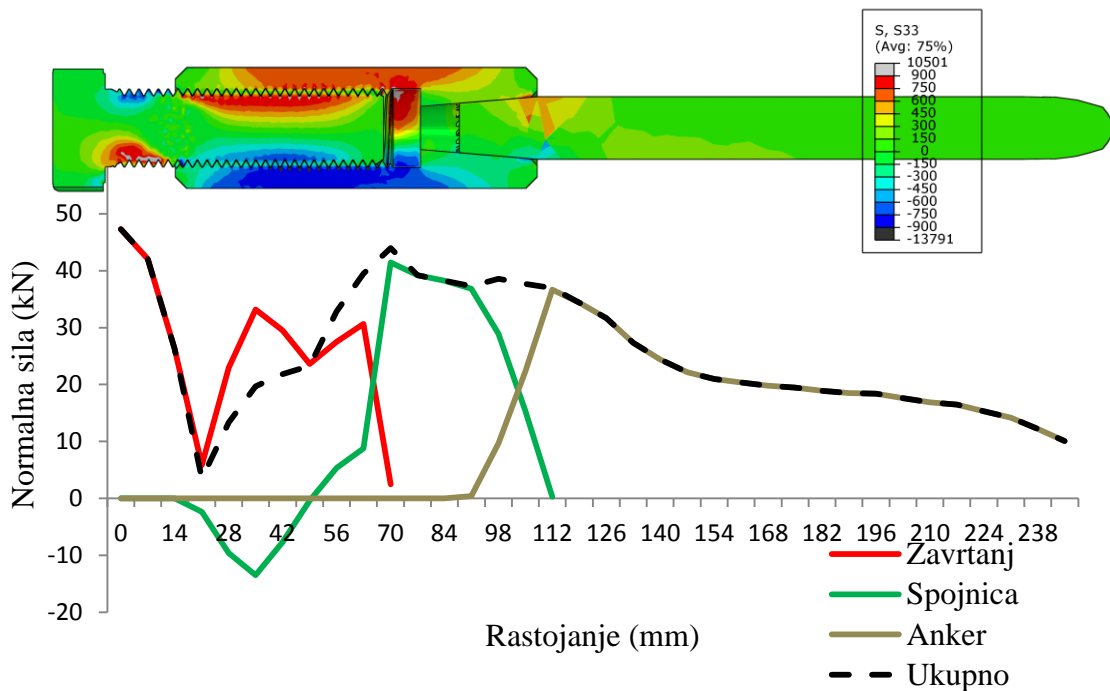 S, S33
(Avg: 75%)
10501
900
750
600
450
300
150
0
-150
-300
-450
-600
-750
-900
-13791
Normalna sila (kN)
50
40
30
20
10
0
-10
-20
0 14 28 42 56 70 84 98 112 126 140 154 168 182 196 210 224 238
Rastojanje (mm)
Zavrtanj
Spojnica
Anker
Ukupno